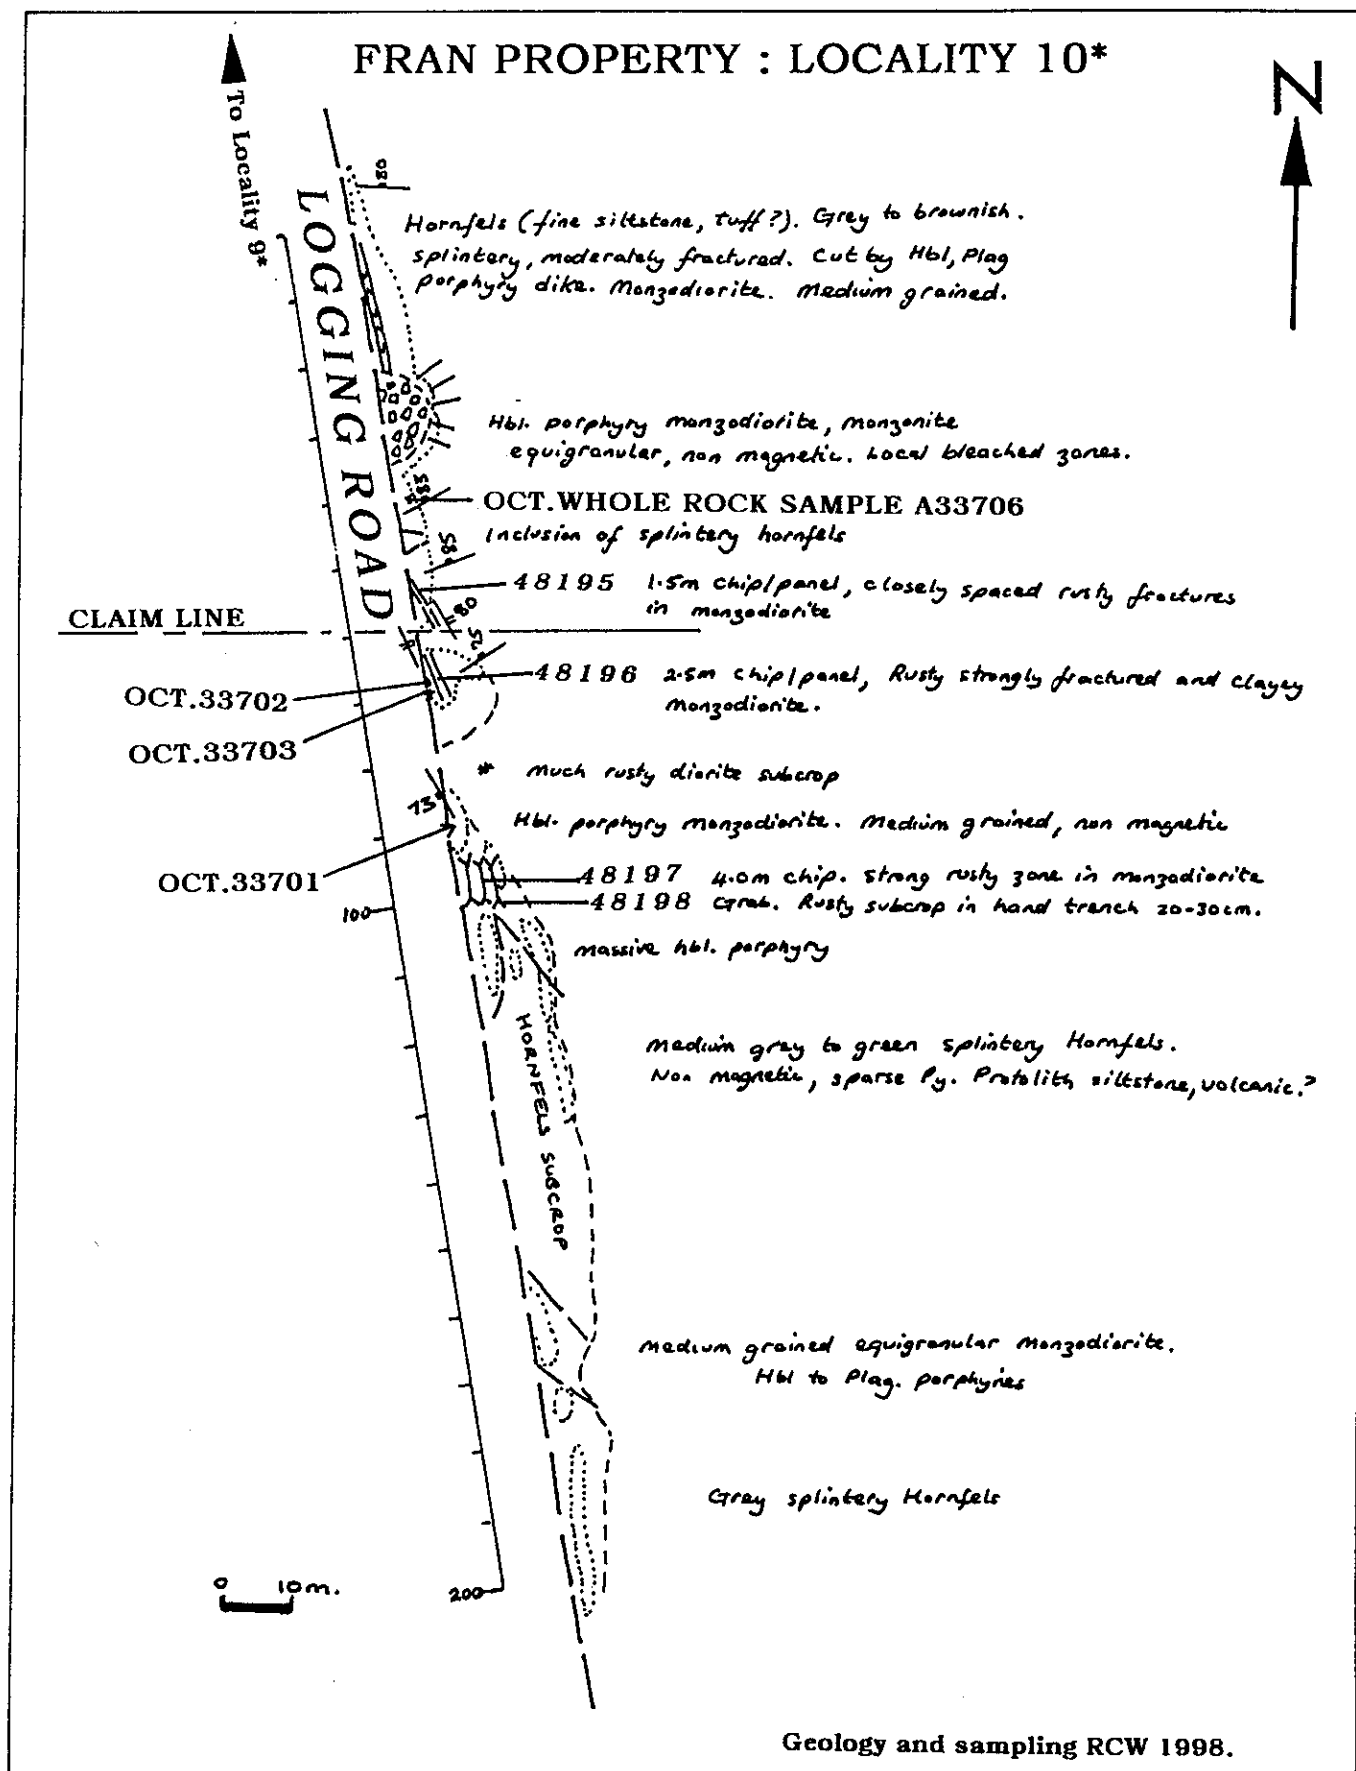 FRAN PROPERTY : LOCALITY 10*
N
To Locality 9*
LOGGING ROAD
80
Hornfels (fine siltstone, tuff?). Grey to brownish.
splintery, moderately fractured. Cut by Hbl, Plag
porphyry dike. Monzodiorite. Medium grained.
Hbl. porphyry monzodiorite, monzonite
equigranular, non magnetic. Local bleached zones.
85
OCT.WHOLE ROCK SAMPLE A33706
Inclusion of splintery hornfels
85
48195 1.5m chip/panel, closely spaced rusty fractures
in monzodiorite
80
CLAIM LINE
75
48196 2.5m chip/panel, Rusty strongly fractured and clayey
monzodiorite.
OCT.33702
OCT.33703
* much rusty diorite subcrop
73
Hbl. porphyry monzodiorite. Medium grained, non magnetic
OCT.33701
48197 4.0m chip. strong rusty zone in monzodiorite
48198 Grab. Rusty subcrop in hand trench 20-30cm.
100
massive hbl. porphyry
HORNFELS SUBCROP
Medium grey to green splintery Hornfels.
Non magnetic, sparse Py. Protolith siltstone, volcanic.?
Medium grained equigranular Monzodiorite.
Hbl to Plag. porphyries
Grey splintery Hornfels
0 10m.
200
Geology and sampling RCW 1998.